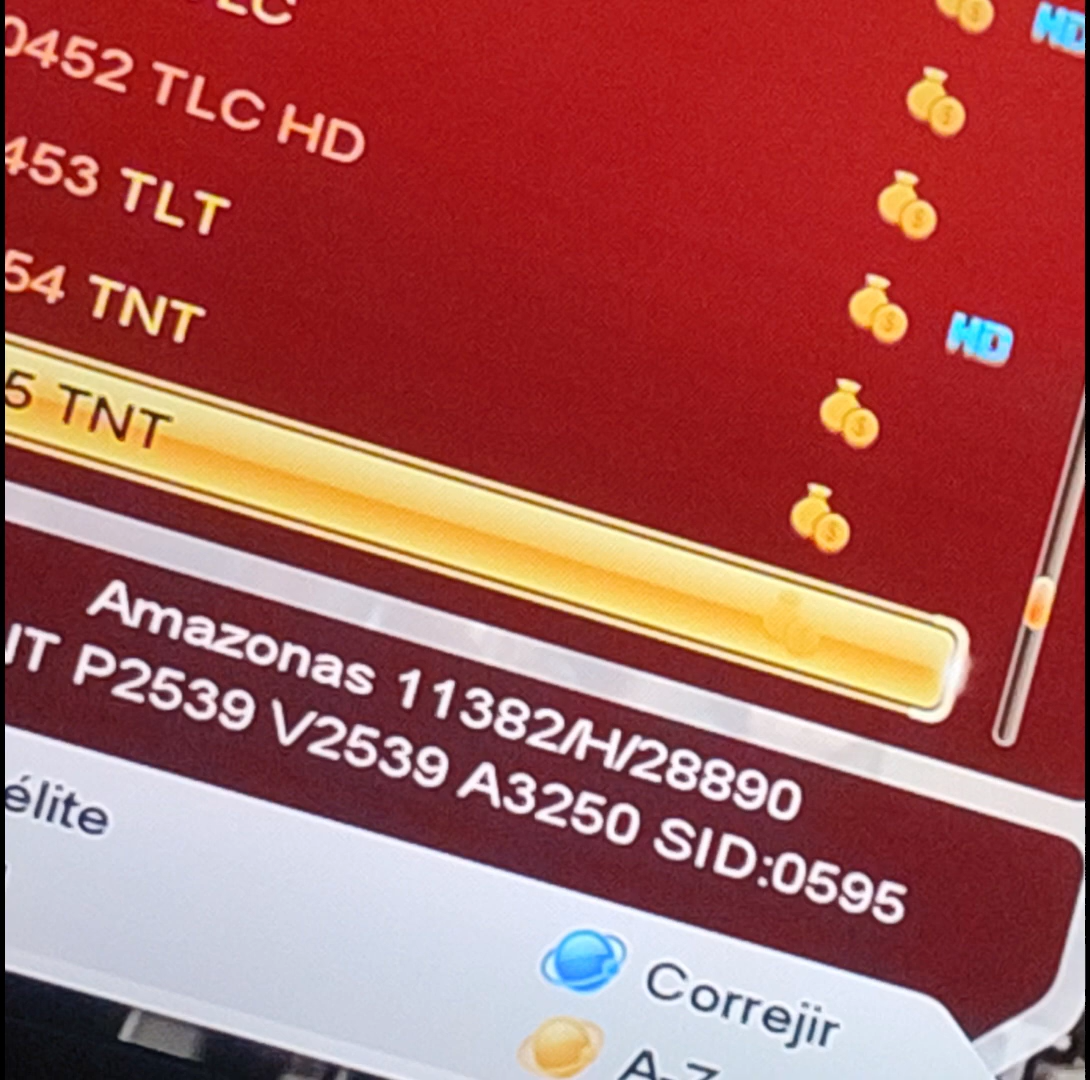 LC
HD
0452 TLC HD
453 TLT
54 TNT
HD
5 TNT
Amazonas 11382/H/28890
IT P2539 V2539 A3250 SID:0595
élite
Correjir
A-Z